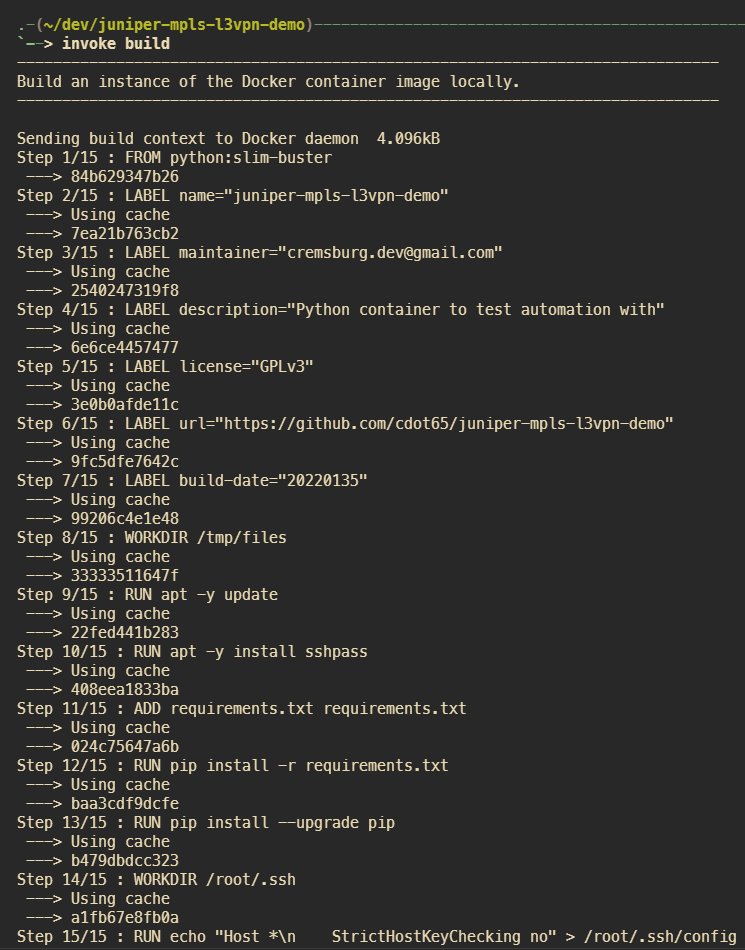 .-(~/dev/juniper-mpls-l3vpn-demo)------------------------------------------------
`--> invoke build
------------------------------------------------------------------------------
Build an instance of the Docker container image locally.
------------------------------------------------------------------------------
Sending build context to Docker daemon  4.096kB
Step 1/15 : FROM python:slim-buster
 ---> 84b629347b26
Step 2/15 : LABEL name="juniper-mpls-l3vpn-demo"
 ---> Using cache
 ---> 7ea21b763cb2
Step 3/15 : LABEL maintainer="cremsburg.dev@gmail.com"
 ---> Using cache
 ---> 2540247319f8
Step 4/15 : LABEL description="Python container to test automation with"
 ---> Using cache
 ---> 6e6ce4457477
Step 5/15 : LABEL license="GPLv3"
 ---> Using cache
 ---> 3e0b0afde11c
Step 6/15 : LABEL url="https://github.com/cdot65/juniper-mpls-l3vpn-demo"
 ---> Using cache
 ---> 9fc5dfe7642c
Step 7/15 : LABEL build-date="20220135"
 ---> Using cache
 ---> 99206c4e1e48
Step 8/15 : WORKDIR /tmp/files
 ---> Using cache
 ---> 33333511647f
Step 9/15 : RUN apt -y update
 ---> Using cache
 ---> 22fed441b283
Step 10/15 : RUN apt -y install sshpass
 ---> Using cache
 ---> 408eea1833ba
Step 11/15 : ADD requirements.txt requirements.txt
 ---> Using cache
 ---> 024c75647a6b
Step 12/15 : RUN pip install -r requirements.txt
 ---> Using cache
 ---> baa3cdf9dcfe
Step 13/15 : RUN pip install --upgrade pip
 ---> Using cache
 ---> b479dbdcc323
Step 14/15 : WORKDIR /root/.ssh
 ---> Using cache
 ---> a1fb67e8fb0a
Step 15/15 : RUN echo "Host *\n    StrictHostKeyChecking no" > /root/.ssh/config